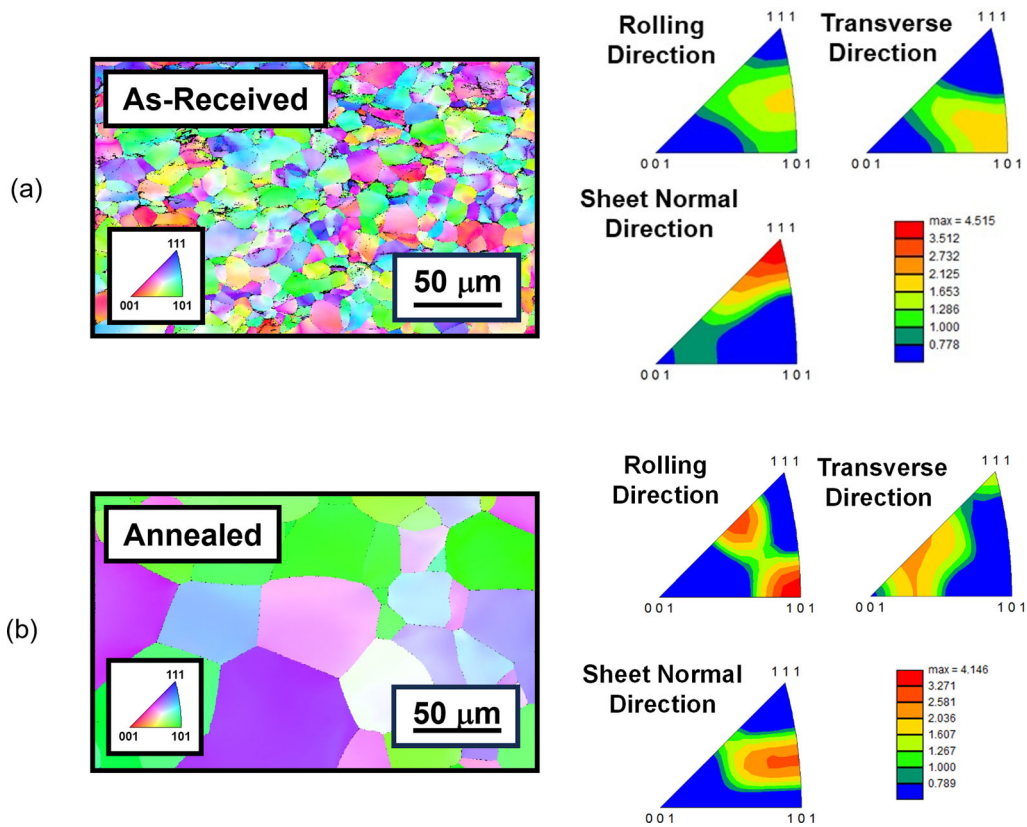 (a)
As-Received
111
001
101
50 μm
Rolling
Direction
1 1 1
0 0 1
1 0 1
Transverse
Direction
1 1 1
0 0 1
1 0 1
Sheet Normal
Direction
1 1 1
0 0 1
1 0 1
max = 4.515
3.512
2.732
2.125
1.653
1.286
1.000
0.778
(b)
Annealed
111
001
101
50 μm
Rolling
Direction
1 1 1
0 0 1
1 0 1
Transverse
Direction
1 1 1
0 0 1
1 0 1
Sheet Normal
Direction
1 1 1
0 0 1
1 0 1
max = 4.146
3.271
2.581
2.036
1.607
1.267
1.000
0.789